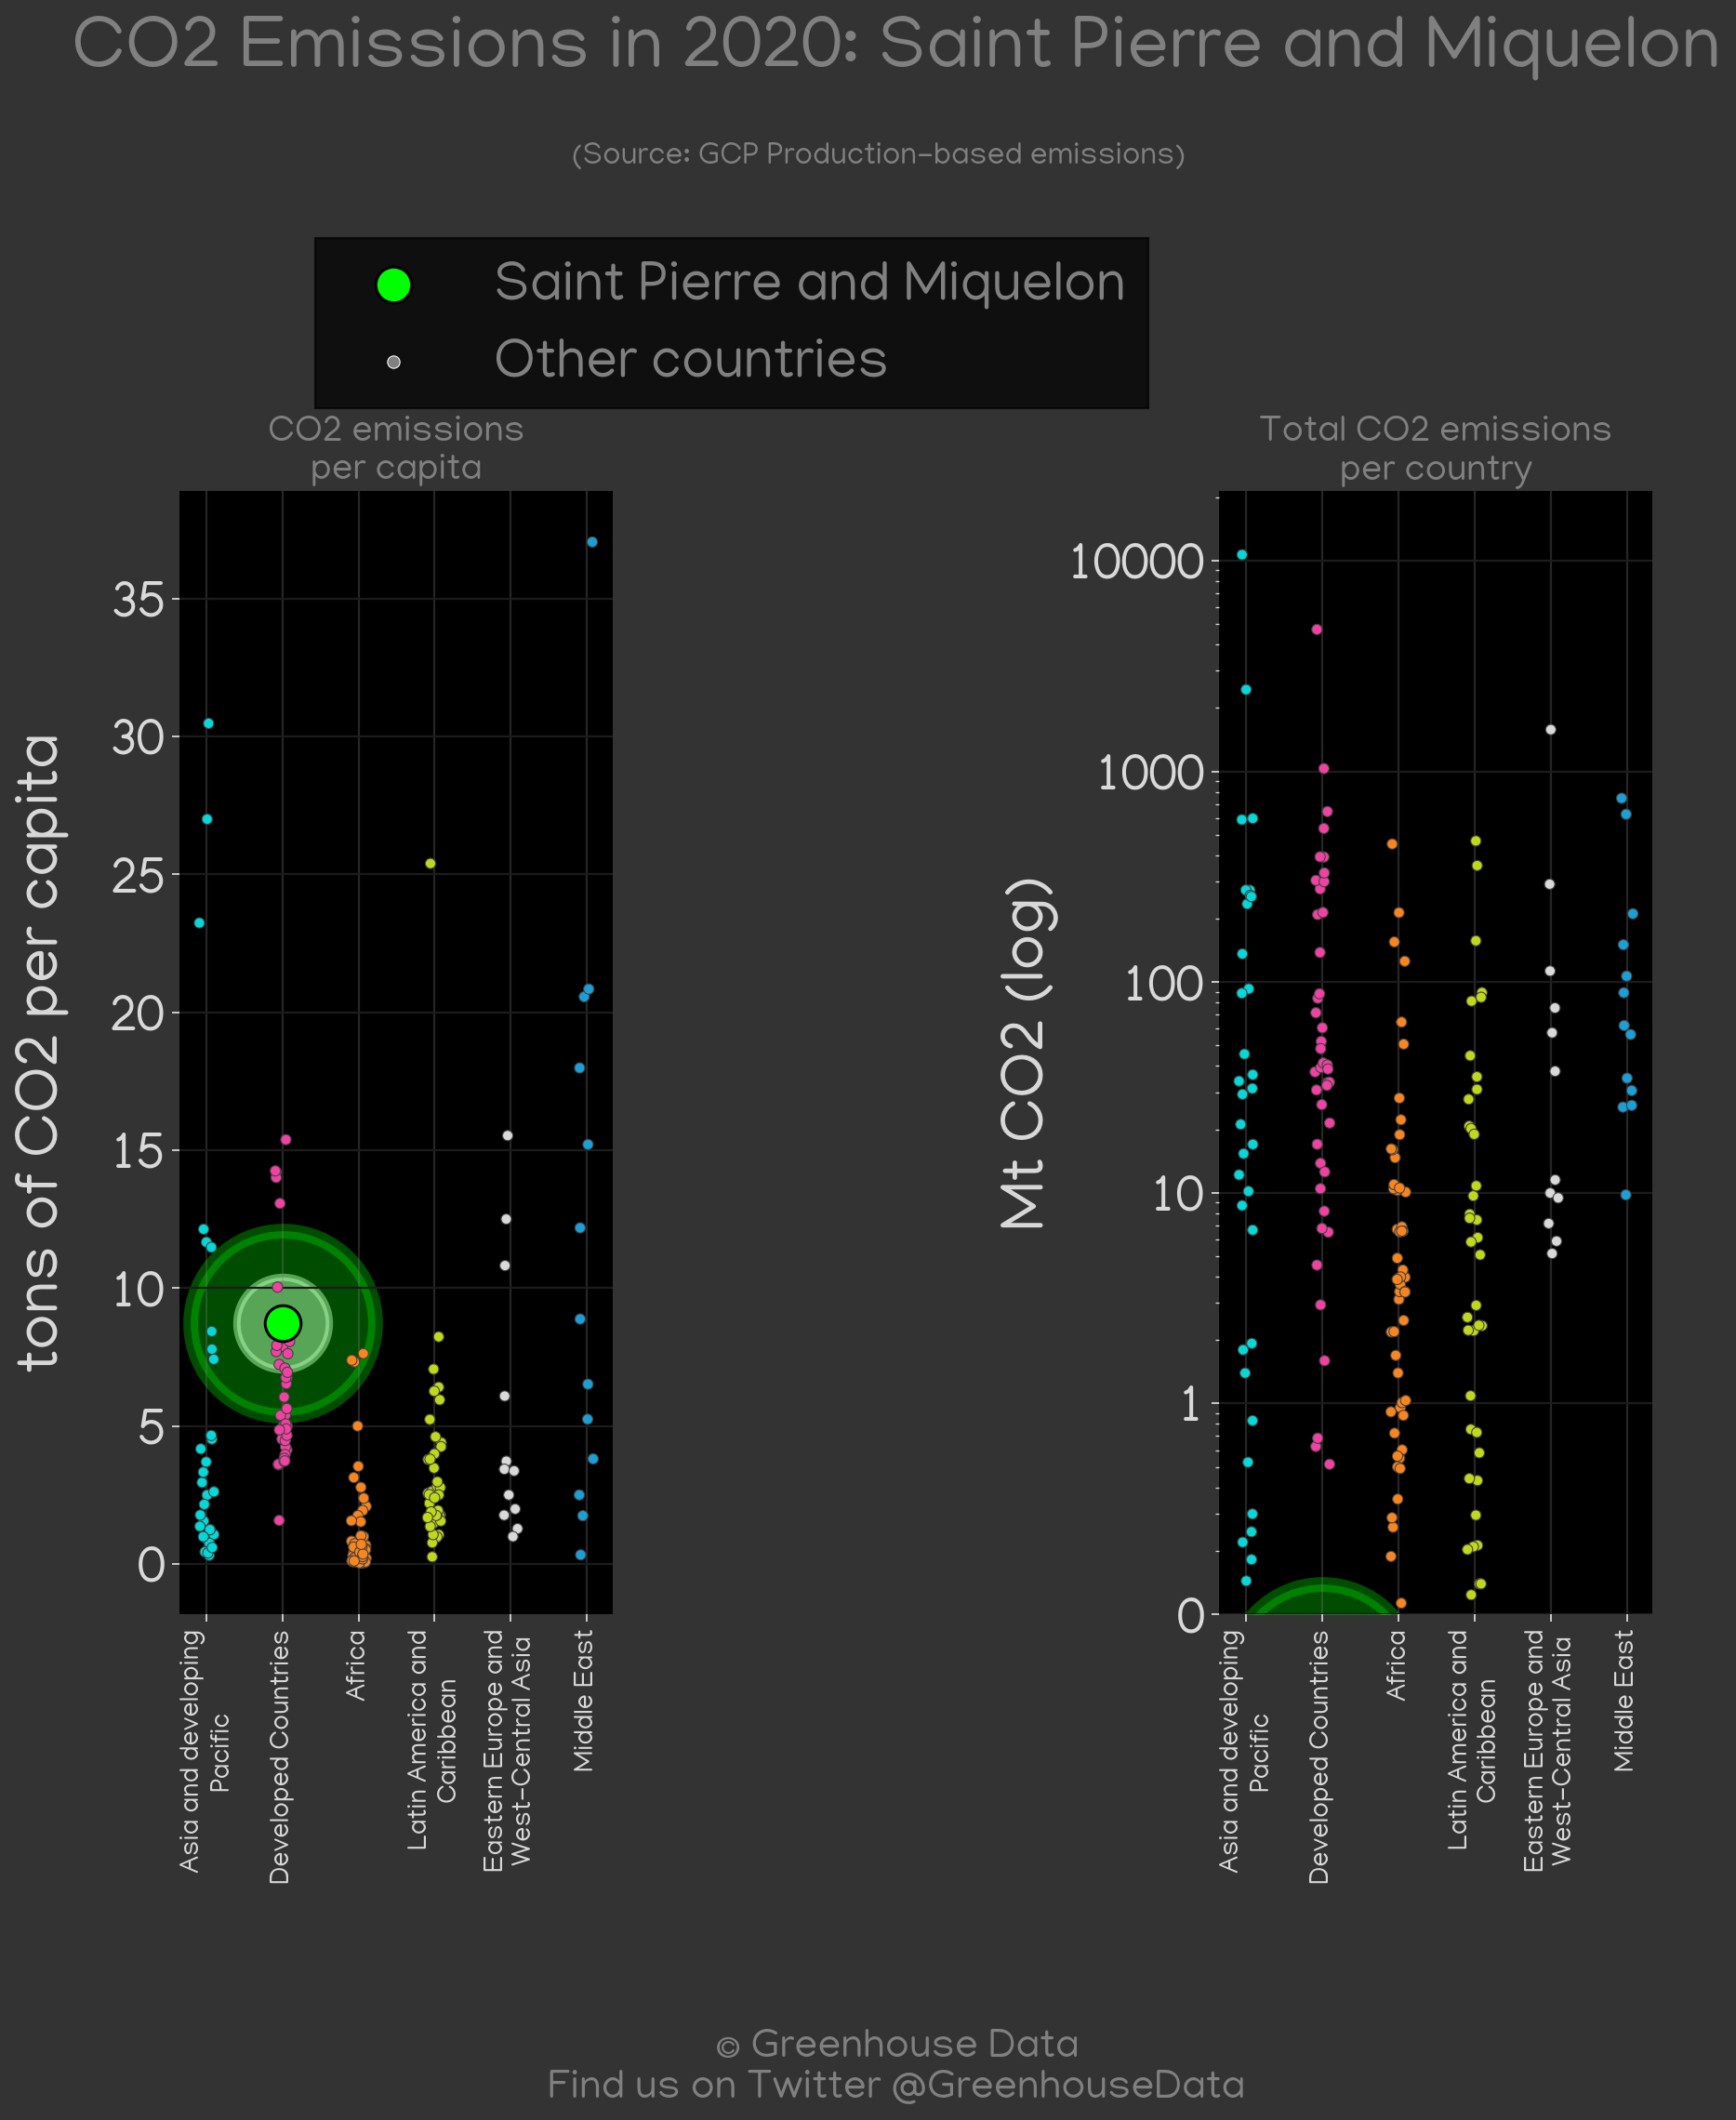 CO2 Emissions in 2020: Saint Pierre and Miquelon
(Source: GCP Production-based emissions)
Saint Pierre and Miquelon
Other countries
CO2 emissions
per capita
tons of CO2 per capita
35
30
25
20
15
10
5
0
Asia and developing
Pacific
Developed Countries
Africa
Latin America and
Caribbean
Eastern Europe and
West-Central Asia
Middle East
Total CO2 emissions
per country
Mt CO2 (log)
10000
1000
100
10
1
0
Asia and developing
Pacific
Developed Countries
Africa
Latin America and
Caribbean
Eastern Europe and
West-Central Asia
Middle East
© Greenhouse Data
Find us on Twitter @GreenhouseData